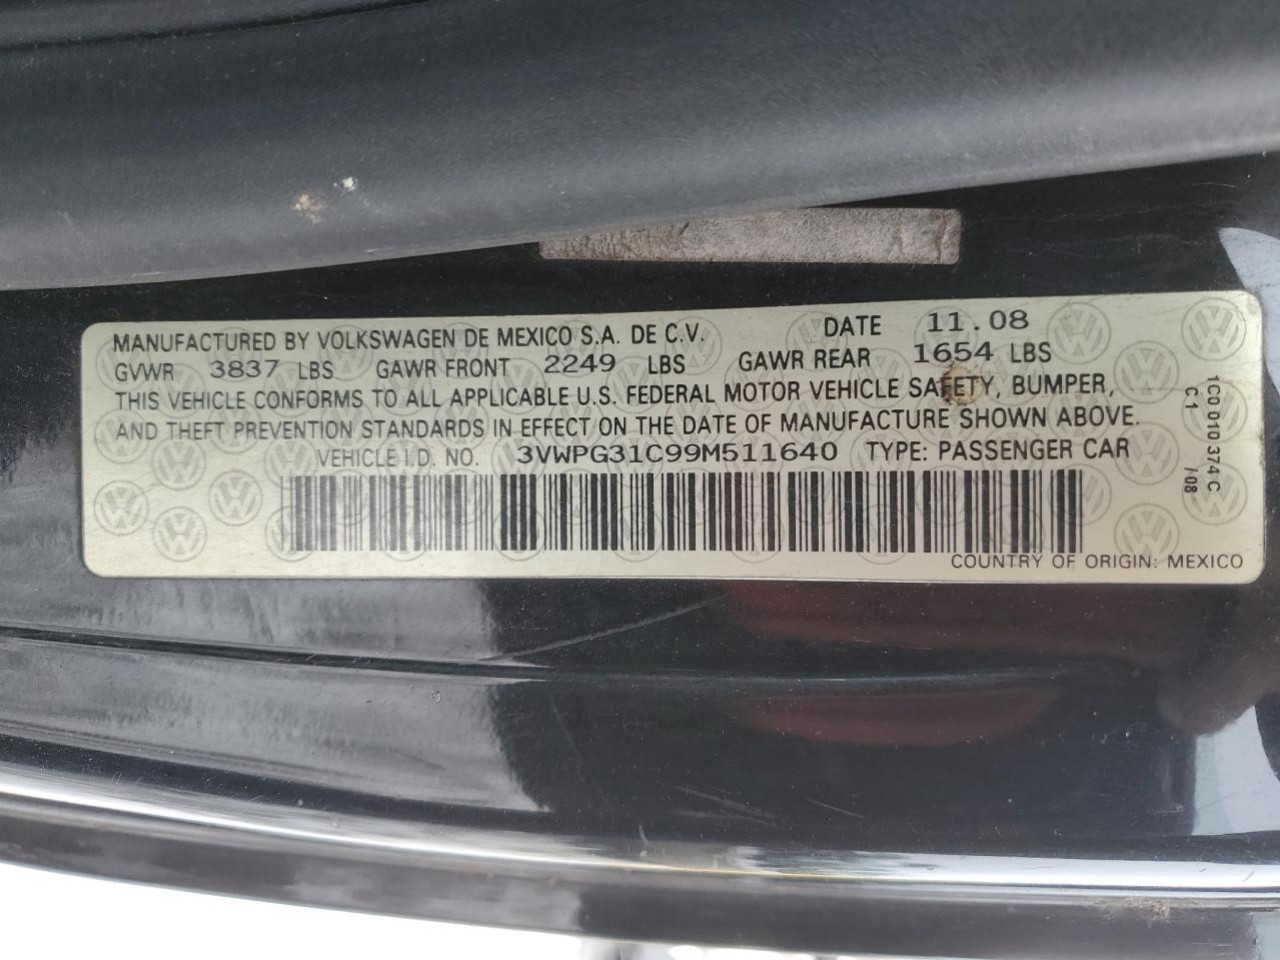 MANUFACTURED BY VOLKSWAGEN DE MEXICO S.A. DE C.V. DATE 11.08
GVWR 3837 LBS GAWR FRONT 2249 LBS GAWR REAR 1654 LBS
THIS VEHICLE CONFORMS TO ALL APPLICABLE U.S. FEDERAL MOTOR VEHICLE SAFETY, BUMPER,
AND THEFT PREVENTION STANDARDS IN EFFECT ON THE DATE OF MANUFACTURE SHOWN ABOVE.
VEHICLE I.D. NO. 3VWPG31C99M511640 TYPE: PASSENGER CAR
COUNTRY OF ORIGIN: MEXICO
1C0 010 374 C
C 1 /08